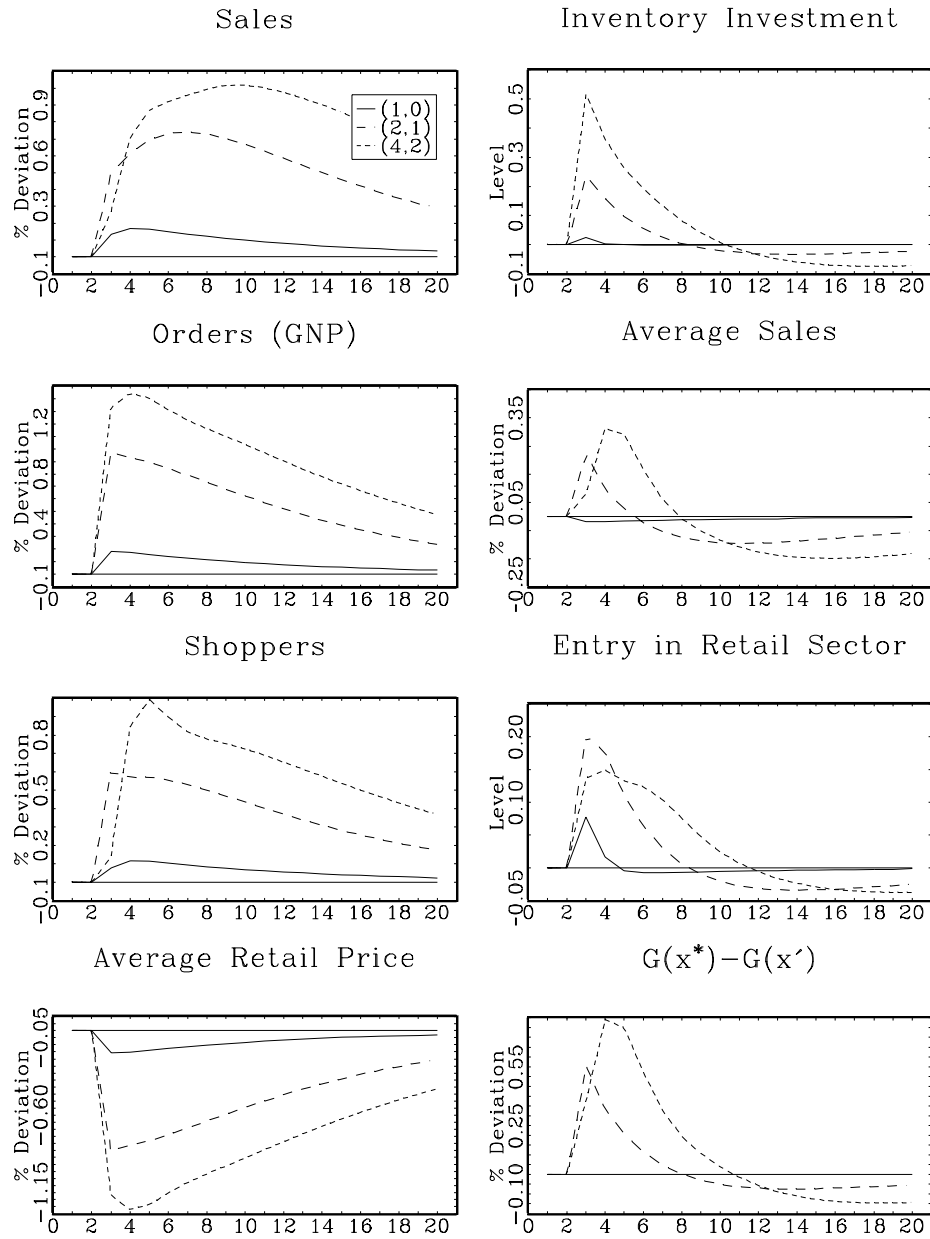 Sales
% Deviation
-0.1 0.3 0.6 0.9
(1,0)
(2,1)
(4,2)
0 2 4 6 8 10 12 14 16 18 20
Inventory Investment
Level
-0.1 0.1 0.3 0.5
0 2 4 6 8 10 12 14 16 18 20
Orders (GNP)
% Deviation
-0.1 0.4 0.8 1.2
0 2 4 6 8 10 12 14 16 18 20
Average Sales
% Deviation
-0.25 0.05 0.35
0 2 4 6 8 10 12 14 16 18 20
Shoppers
% Deviation
-0.1 0.2 0.5 0.8
0 2 4 6 8 10 12 14 16 18 20
Entry in Retail Sector
Level
-0.05 0.10 0.20
0 2 4 6 8 10 12 14 16 18 20
Average Retail Price
% Deviation
-1.15 -0.60 -0.05
0 2 4 6 8 10 12 14 16 18 20
G(x*)-G(x′)
% Deviation
-0.10 0.25 0.55
0 2 4 6 8 10 12 14 16 18 20